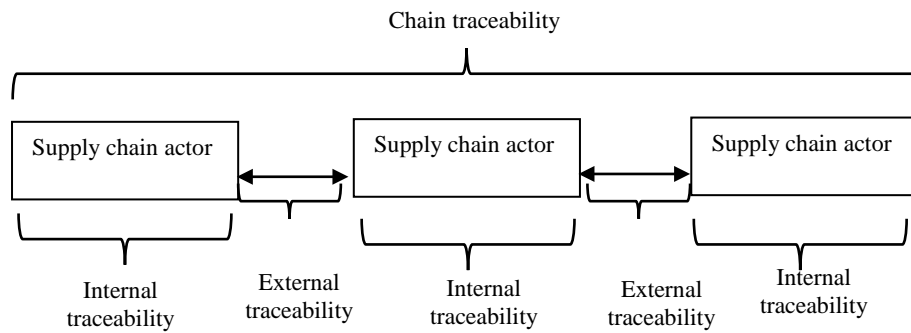 Chain traceability
Supply chain actor
Supply chain actor
Supply chain actor
Internal
traceability
External
traceability
Internal
traceability
External
traceability
Internal
traceability